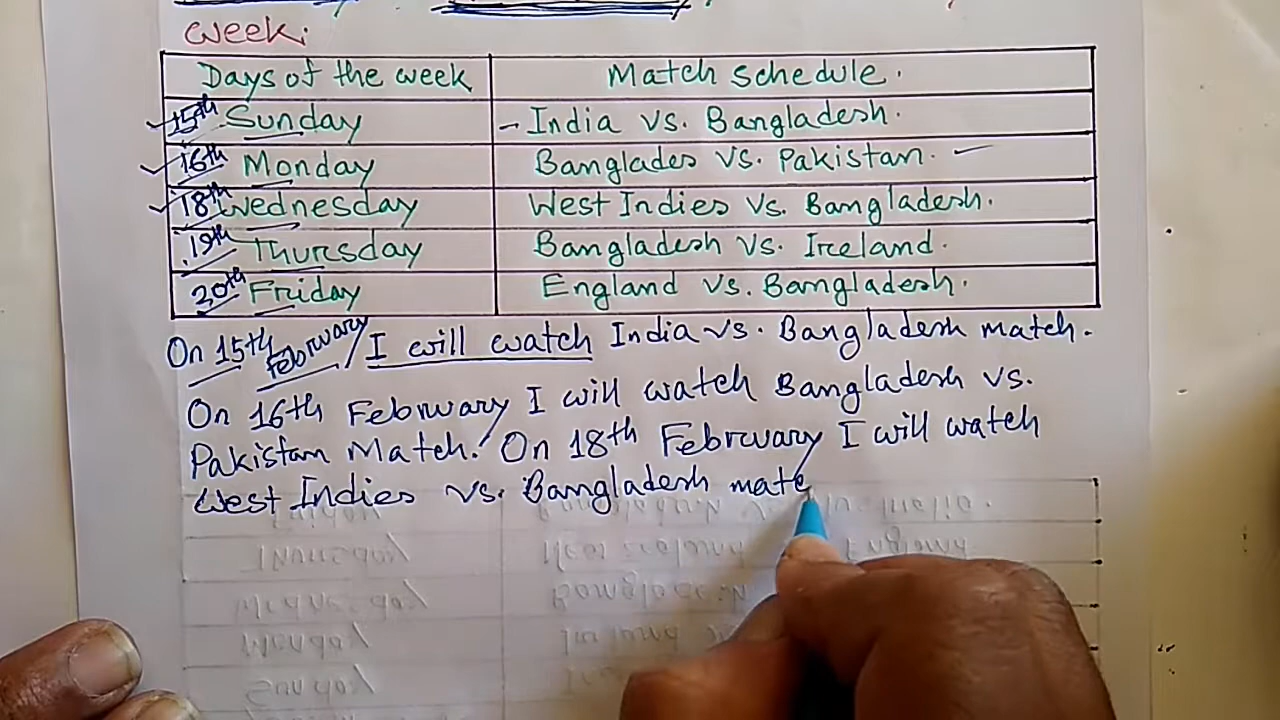 week:
Days of the week Match schedule.
15th Sunday - India vs. Bangladesh.
16th Monday Banglades vs. Pakistan.
18th Wednesday West Indies vs. Bangladesh.
19th Thursday Bangladesh vs. Ireland.
20th Friday England vs. Bangladesh.
On 15th February I will watch India vs. Bangladesh match.
On 16th February I will watch Bangladesh vs.
Pakistan Match. On 18th February I will watch
West Indies vs. Bangladesh matc